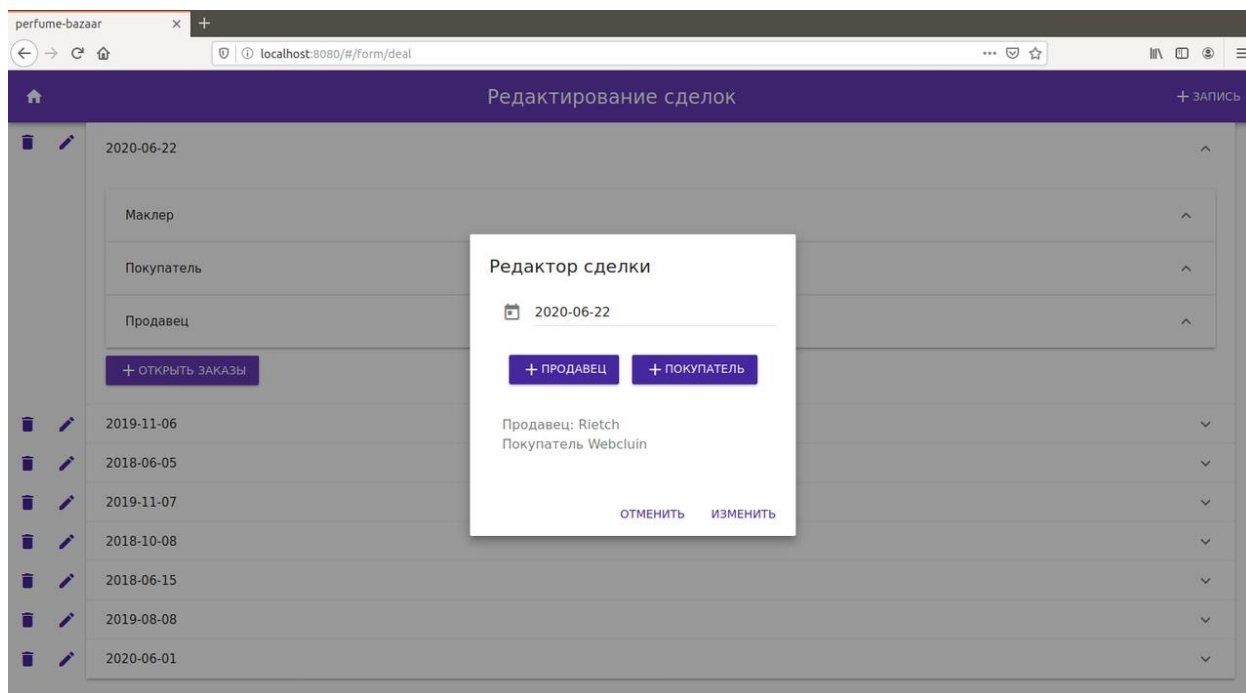 perfume-bazaar
localhost:8080/#/form/deal
Редактирование сделок
ЗАПИСЬ
2020-06-22
Маклер
Покупатель
Продавец
ОТКРЫТЬ ЗАКАЗЫ
Редактор сделки
2020-06-22
ПРОДАВЕЦ ПОКУПАТЕЛЬ
Продавец: Rietch
Покупатель Webcluin
ОТМЕНИТЬ ИЗМЕНИТЬ
2019-11-06
2018-06-05
2019-11-07
2018-10-08
2018-06-15
2019-08-08
2020-06-01